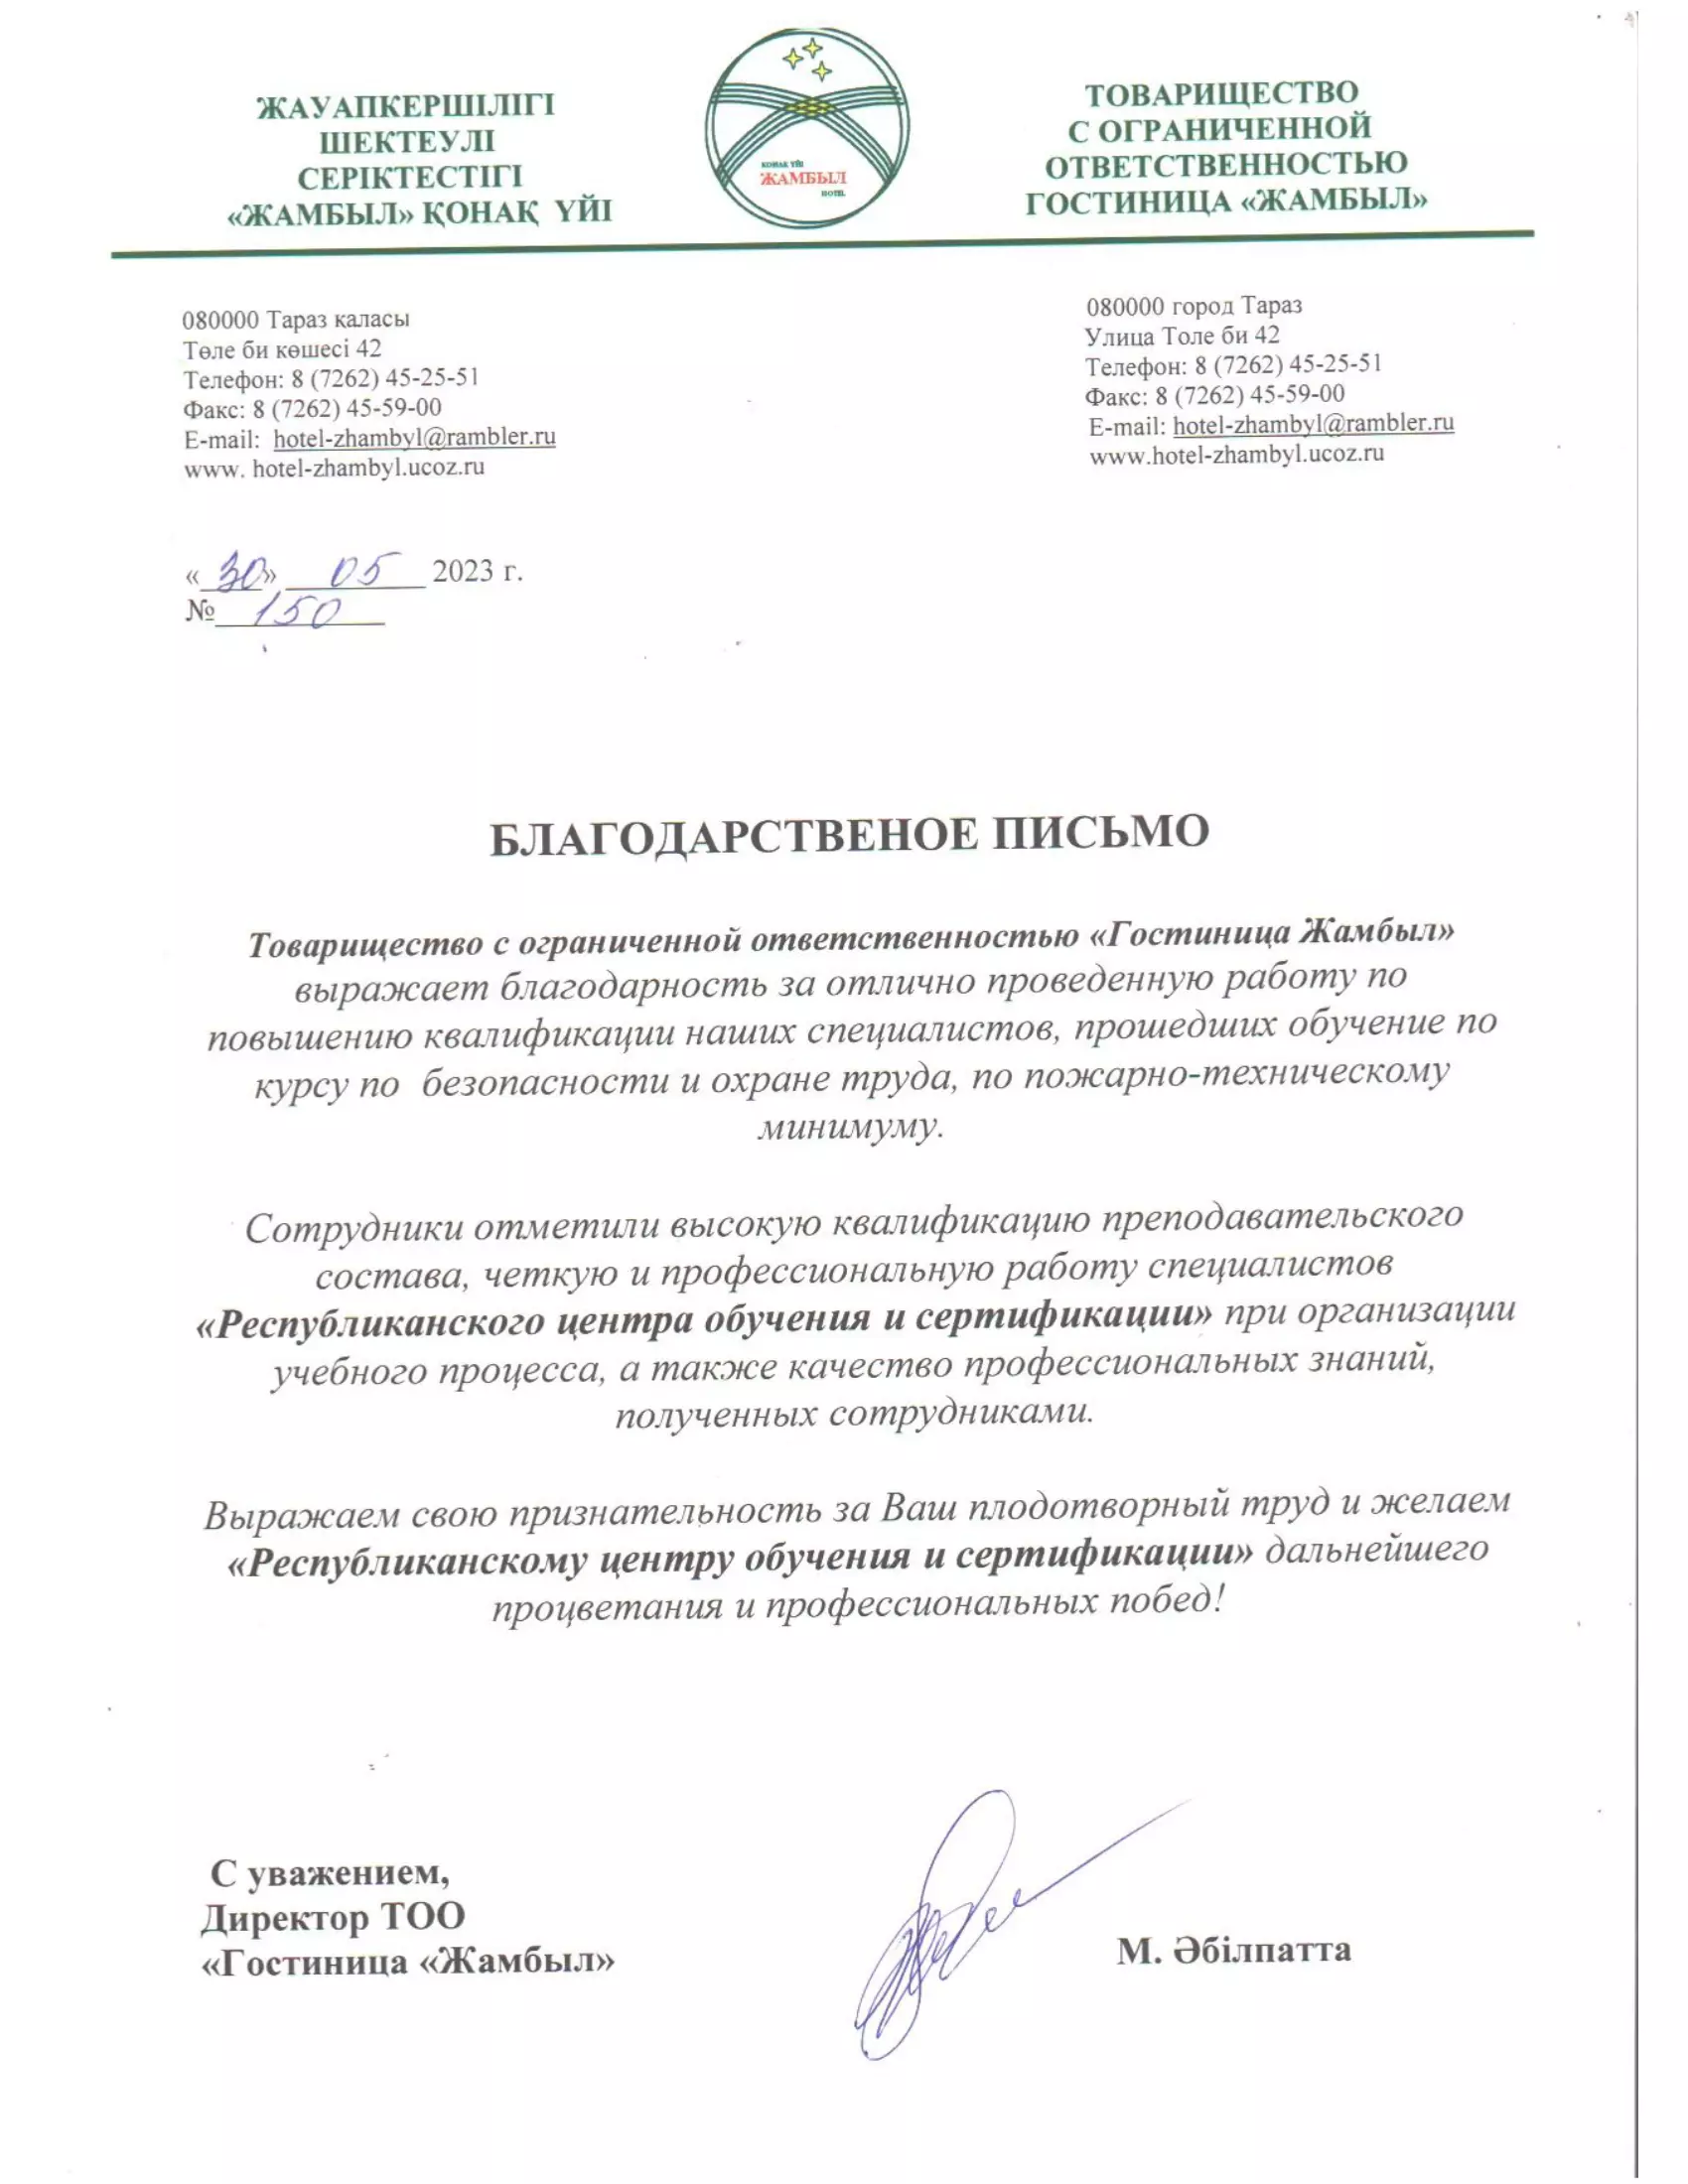 ЖАУАПКЕРШІЛІГІ
ШЕКТЕУЛІ
СЕРІКТЕСТІГІ
«ЖАМБЫЛ» ҚОНАҚ ҮЙІ
ҚОНАҚ ҮЙІ
ЖАМБЫЛ
HOTEL
ТОВАРИЩЕСТВО
С ОГРАНИЧЕННОЙ
ОТВЕТСТВЕННОСТЬЮ
ГОСТИНИЦА «ЖАМБЫЛ»
080000 Тараз каласы
Төле би көшесі 42
Телефон: 8 (7262) 45-25-51
Факс: 8 (7262) 45-59-00
E-mail: hotel-zhambyl@rambler.ru
www. hotel-zhambyl.ucoz.ru
080000 город Тараз
Улица Толе би 42
Телефон: 8 (7262) 45-25-51
Факс: 8 (7262) 45-59-00
E-mail: hotel-zhambyl@rambler.ru
www.hotel-zhambyl.ucoz.ru
«30» 05 2023 г.
№ 150
БЛАГОДАРСТВЕНОЕ ПИСЬМО
Товарищество с ограниченной ответственностью «Гостиница Жамбыл»
выражает благодарность за отлично проведенную работу по
повышению квалификации наших специалистов, прошедших обучение по
курсу по безопасности и охране труда, по пожарно-техническому
минимуму.
Сотрудники отметили высокую квалификацию преподавательского
состава, четкую и профессиональную работу специалистов
«Республиканского центра обучения и сертификации» при организации
учебного процесса, а также качество профессиональных знаний,
полученных сотрудниками.
Выражаем свою признательность за Ваш плодотворный труд и желаем
«Республиканскому центру обучения и сертификации» дальнейшего
процветания и профессиональных побед!
С уважением,
Директор ТОО
«Гостиница «Жамбыл»
М. Әбілпатта